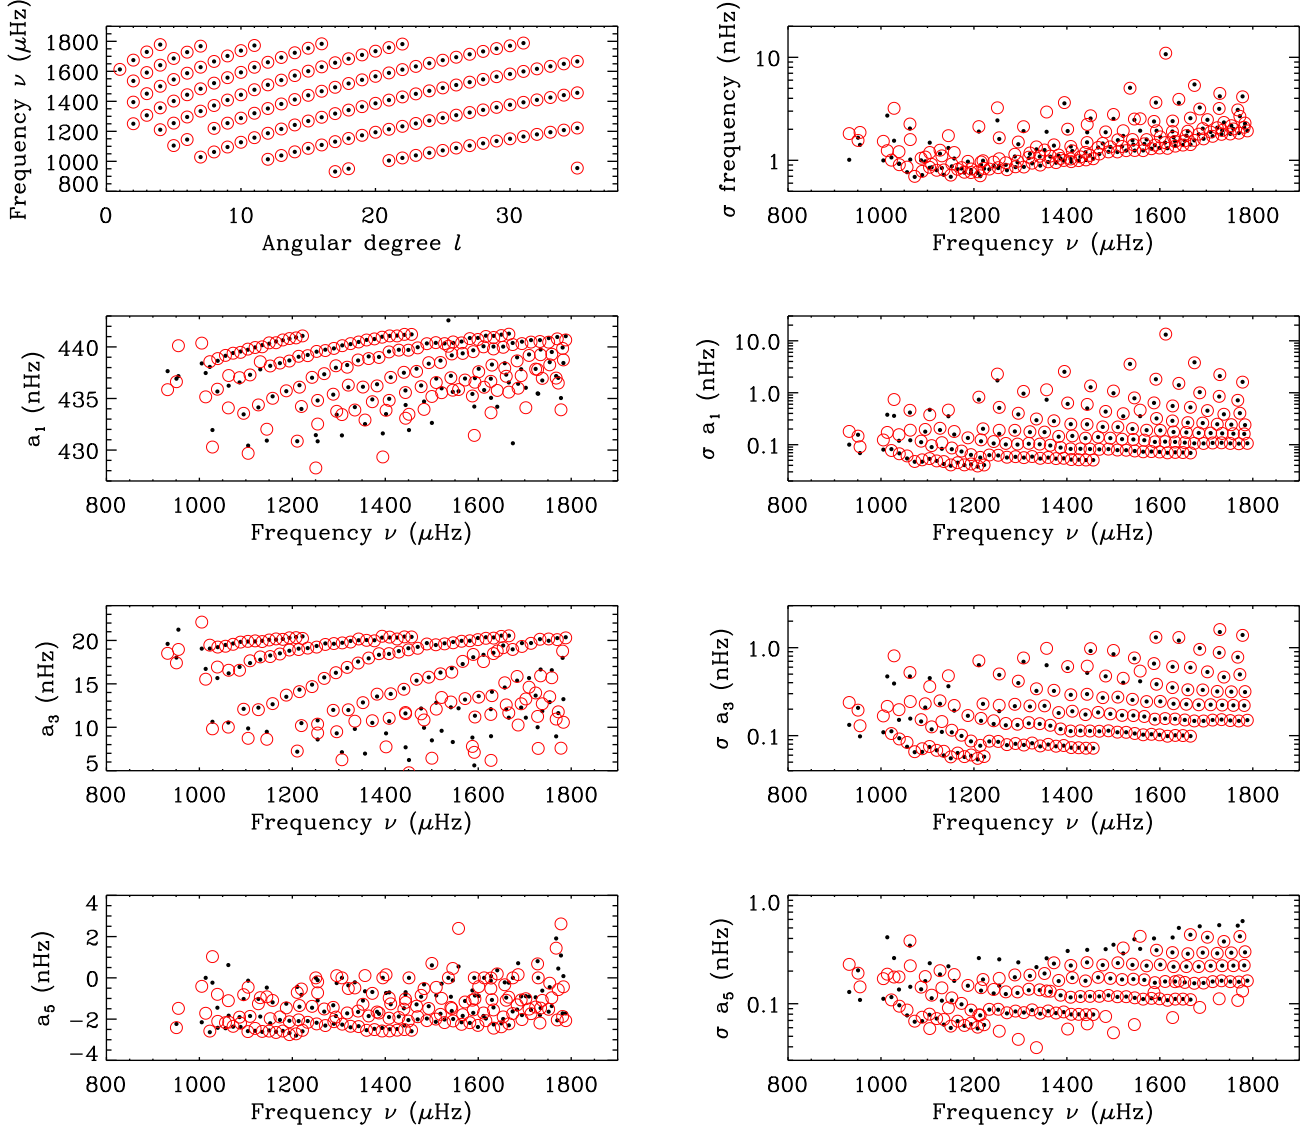 Frequency ν (μHz)
1800
1600
1400
1200
1000
800
0 10 20 30
Angular degree l
σ frequency (nHz)
10
1
800 1000 1200 1400 1600 1800
Frequency ν (μHz)
a1 (nHz)
440
435
430
800 1000 1200 1400 1600 1800
Frequency ν (μHz)
σ a1 (nHz)
10.0
1.0
0.1
800 1000 1200 1400 1600 1800
Frequency ν (μHz)
a3 (nHz)
20
15
10
5
800 1000 1200 1400 1600 1800
Frequency ν (μHz)
σ a3 (nHz)
1.0
0.1
800 1000 1200 1400 1600 1800
Frequency ν (μHz)
a5 (nHz)
4
2
0
−2
−4
800 1000 1200 1400 1600 1800
Frequency ν (μHz)
σ a5 (nHz)
1.0
0.1
800 1000 1200 1400 1600 1800
Frequency ν (μHz)